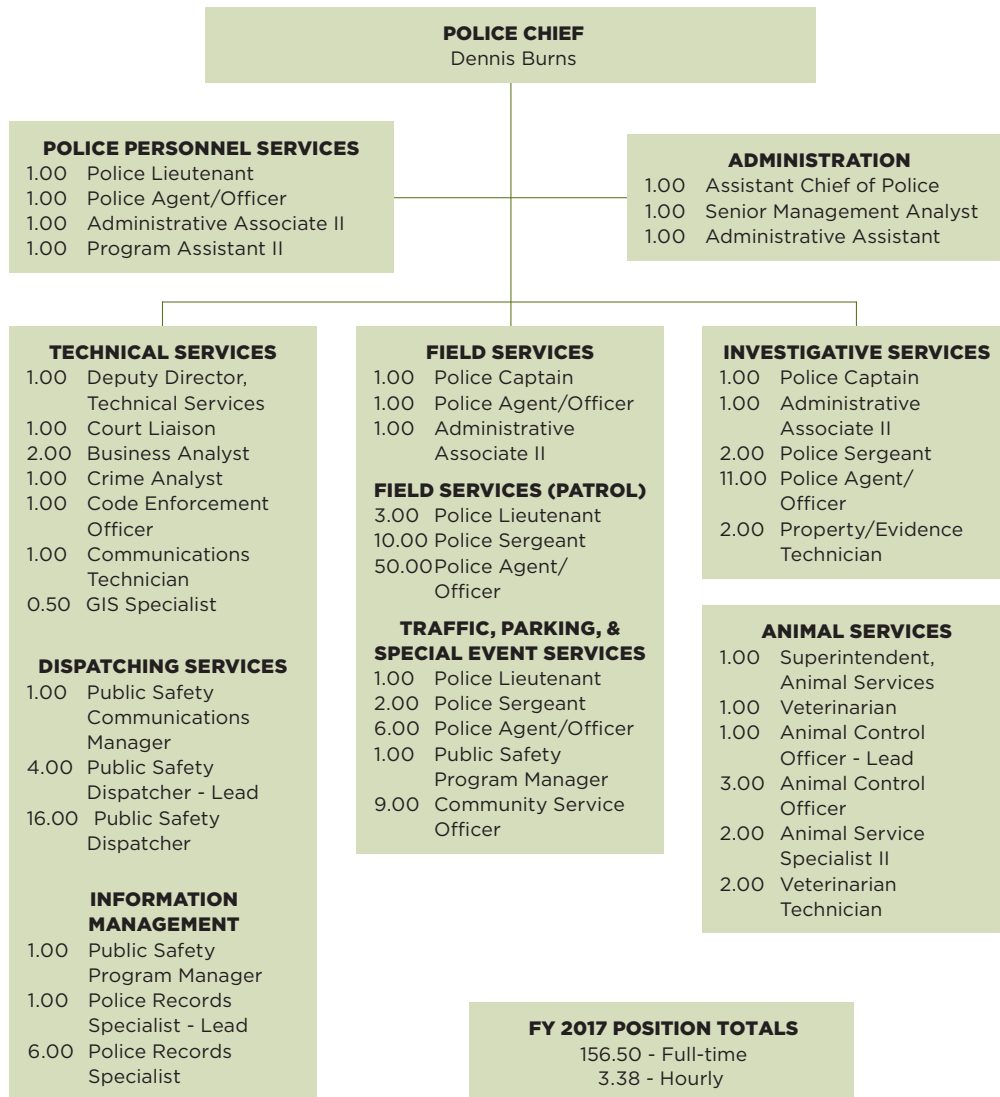 POLICE CHIEF
Dennis Burns
POLICE PERSONNEL SERVICES
1.00 Police Lieutenant
1.00 Police Agent/Officer
1.00 Administrative Associate II
1.00 Program Assistant II
ADMINISTRATION
1.00 Assistant Chief of Police
1.00 Senior Management Analyst
1.00 Administrative Assistant
TECHNICAL SERVICES
1.00 Deputy Director,
Technical Services
1.00 Court Liaison
2.00 Business Analyst
1.00 Crime Analyst
1.00 Code Enforcement
Officer
1.00 Communications
Technician
0.50 GIS Specialist
DISPATCHING SERVICES
1.00 Public Safety
Communications
Manager
4.00 Public Safety
Dispatcher - Lead
16.00 Public Safety
Dispatcher
INFORMATION
MANAGEMENT
1.00 Public Safety
Program Manager
1.00 Police Records
Specialist - Lead
6.00 Police Records
Specialist
FIELD SERVICES
1.00 Police Captain
1.00 Police Agent/Officer
1.00 Administrative
Associate II
FIELD SERVICES (PATROL)
3.00 Police Lieutenant
10.00 Police Sergeant
50.00 Police Agent/
Officer
TRAFFIC, PARKING, &
SPECIAL EVENT SERVICES
1.00 Police Lieutenant
2.00 Police Sergeant
6.00 Police Agent/Officer
1.00 Public Safety
Program Manager
9.00 Community Service
Officer
INVESTIGATIVE SERVICES
1.00 Police Captain
1.00 Administrative
Associate II
2.00 Police Sergeant
11.00 Police Agent/
Officer
2.00 Property/Evidence
Technician
ANIMAL SERVICES
1.00 Superintendent,
Animal Services
1.00 Veterinarian
1.00 Animal Control
Officer - Lead
3.00 Animal Control
Officer
2.00 Animal Service
Specialist II
2.00 Veterinarian
Technician
FY 2017 POSITION TOTALS
156.50 - Full-time
3.38 - Hourly